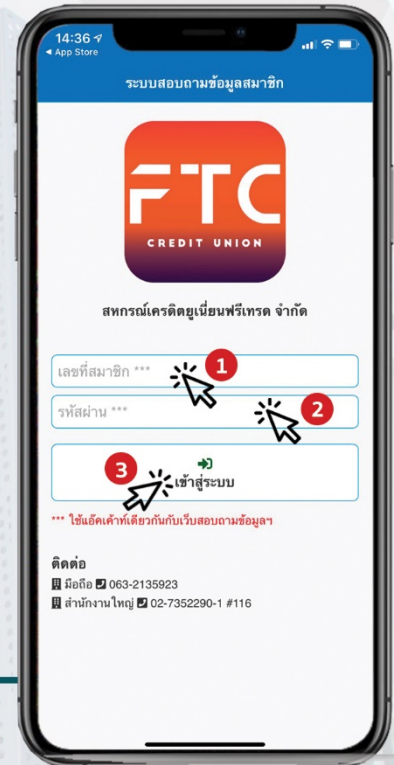 14:36
◀ App Store
ระบบสอบถามข้อมูลสมาชิก
FTC
CREDIT UNION
สหกรณ์เครดิตยูเนี่ยนฟรีเทรด จำกัด
เลขที่สมาชิก ***
1
รหัสผ่าน ***
2
3
เข้าสู่ระบบ
*** ใช้แอ๊คเค้าท์เดียวกันกับเว็บสอบถามข้อมูลฯ
ติดต่อ
มือถือ 063-2135923
สำนักงานใหญ่ 02-7352290-1 #116